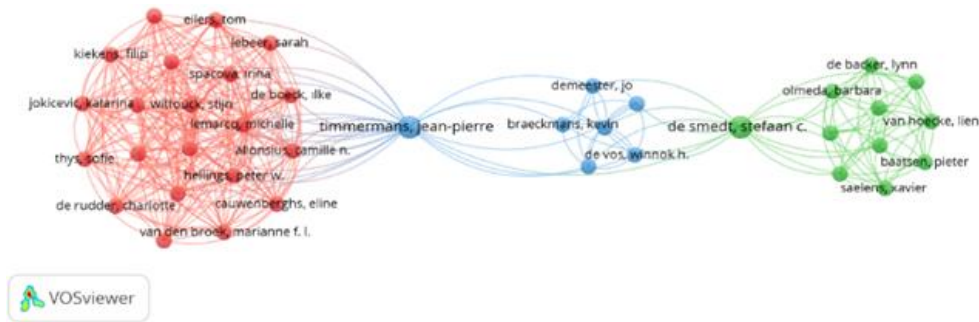 eilers, tom
lebeer, sarah
kiekens, filip
spacova, irina
de boeck, ilke
jokicevic, katarina
wittouck, stijn
lemarcq, michelle
thys, sofie
allonsius, camille n.
hellings, peter w.
de rudder, charlotte
cauwenberghs, eline
van den broek, marianne f. l.
timmermans, jean-pierre
demeester, jo
braeckmans, kevin
de vos, winnok h.
de smedt, stefaan c.
de backer, lynn
olmeda, barbara
van hoecke, lien
baatsen, pieter
saelens, xavier
VOSviewer